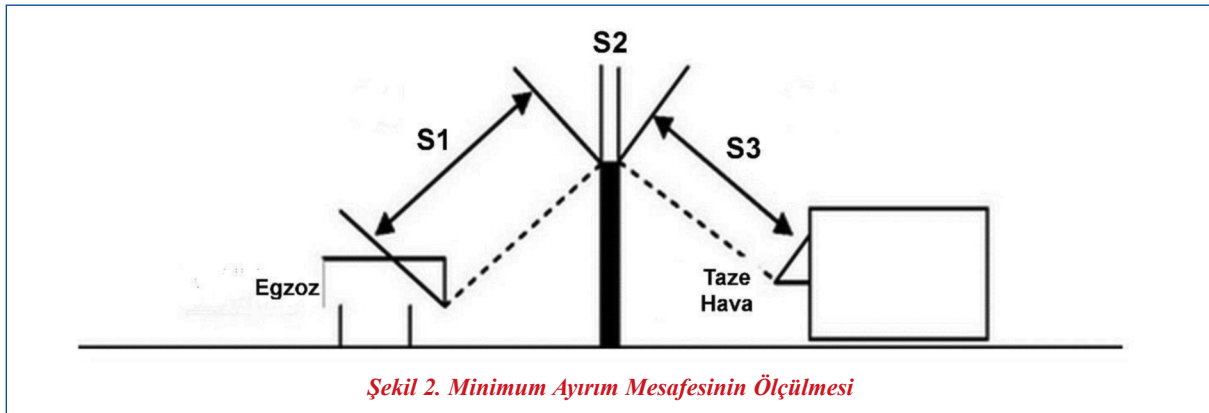 S2
S1
S3
Egzoz
Taze
Hava
Şekil 2. Minimum Ayırım Mesafesinin Ölçülmesi